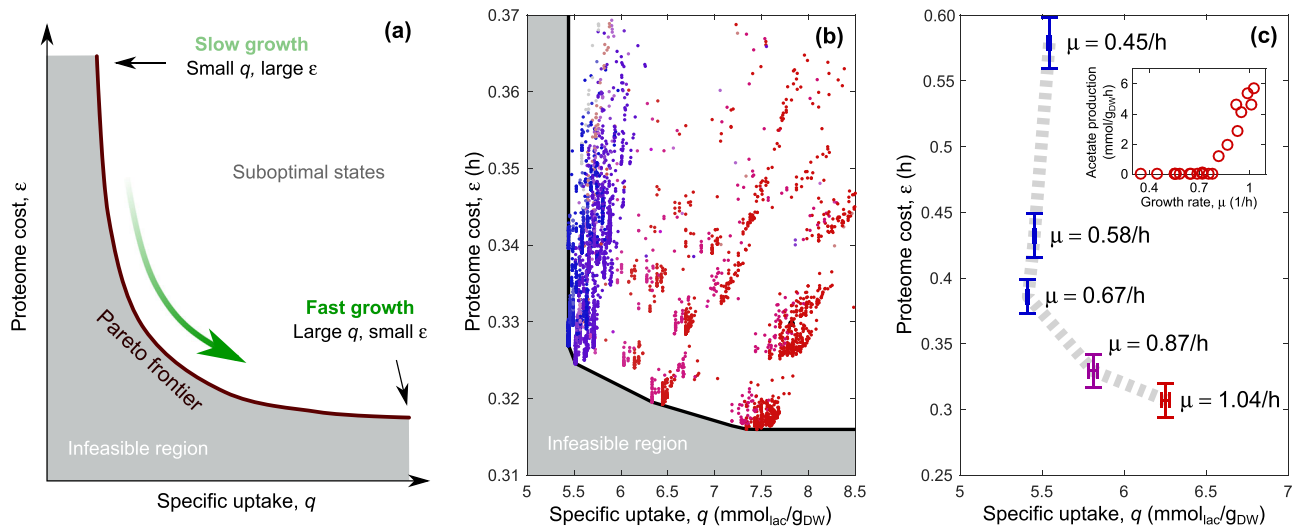 (a)
Slow growth
Small q, large ε
Suboptimal states
Fast growth
Large q, small ε
Pareto frontier
Infeasible region
Proteome cost, ε
Specific uptake, q
(b)
0.37
0.36
0.35
0.34
0.33
0.32
0.31
Proteome cost, ε (h)
Infeasible region
5 5.5 6 6.5 7 7.5 8 8.5
Specific uptake, q (mmol_lac/g_DW)
(c)
0.60
0.55
0.5
0.45
0.4
0.35
0.3
0.25
Proteome cost, ε (h)
μ = 0.45/h
μ = 0.58/h
μ = 0.67/h
μ = 0.87/h
μ = 1.04/h
Acetate production
(mmol/g_DWh)
6
4
2
0
0.4 0.7 1
Growth rate, μ (1/h)
5 5.5 6 6.5 7
Specific uptake, q (mmol_lac/g_DW)